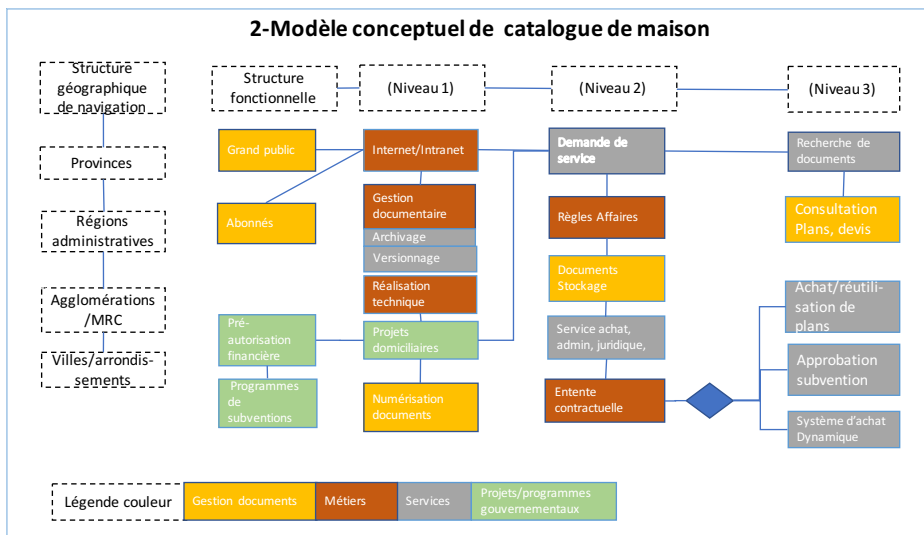 2-Modèle conceptuel de catalogue de maison
Structure
géographique
de navigation
Provinces
Régions
administratives
Agglomérations
/MRC
Villes/arrondis-
sements
Structure
fonctionnelle
(Niveau 1)
(Niveau 2)
(Niveau 3)
Grand public
Abonnés
Pré-
autorisation
financière
Programmes
de
subventions
Internet/Intranet
Gestion
documentaire
Archivage
Versionnage
Réalisation
technique
Projets
domiciliaires
Numérisation
documents
Demande de
service
Règles Affaires
Documents
Stockage
Service achat,
admin, juridique,
Entente
contractuelle
Recherche de
documents
Consultation
Plans, devis
Achat/réutili-
sation de
plans
Approbation
subvention
Système d'achat
Dynamique
Légende couleur
Gestion documents
Métiers
Services
Projets/programmes
gouvernementaux